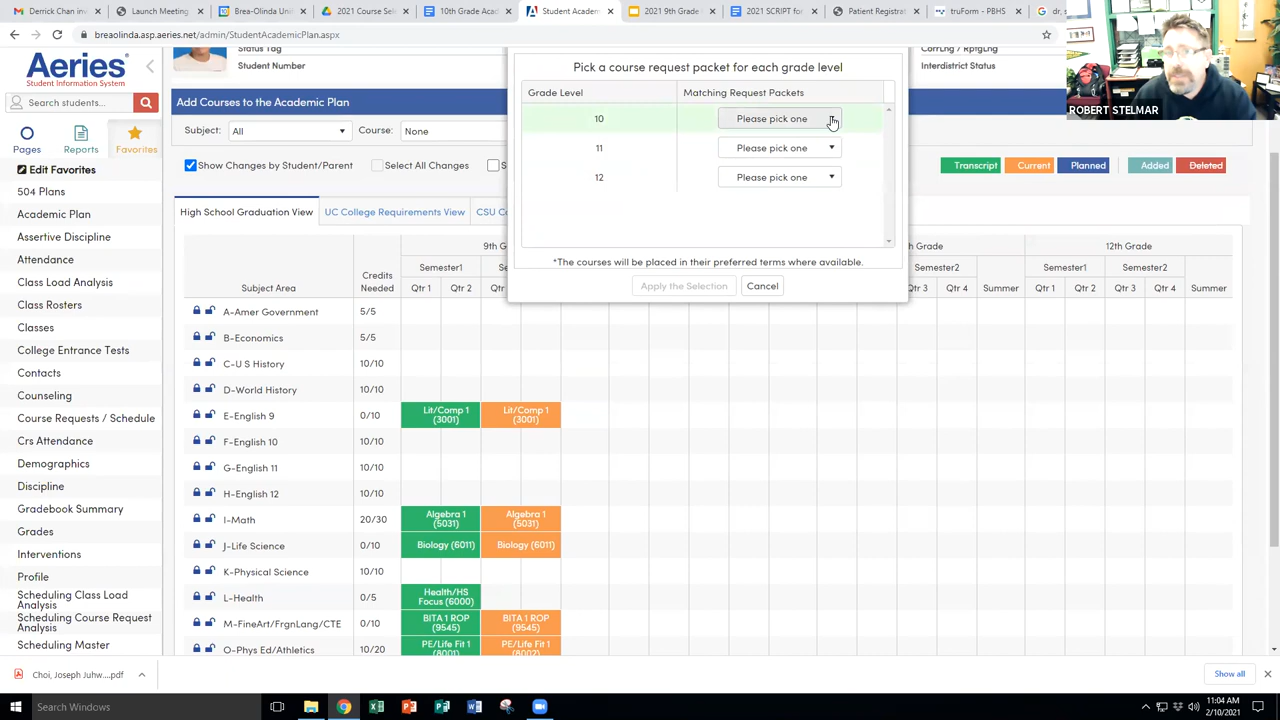 Derrick Chan invit
Launch Meeting
Brea-Olinda Uni
2021 Course Sel
10th Grade Acad
Student Academ
2021 9th Grade
2021 SCRIPT for
Patient Registrat
truForm - PBHS
dr, s
breaolinda.asp.aeries.net/admin/StudentAcademicPlan.aspx
Aeries
Student Information System
Search students...
Pages
Reports
Favorites
Edit Favorites
504 Plans
Academic Plan
Assertive Discipline
Attendance
Class Load Analysis
Class Rosters
Classes
College Entrance Tests
Contacts
Counseling
Course Requests / Schedule
Crs Attendance
Demographics
Discipline
Gradebook Summary
Grades
Interventions
Profile
Scheduling Class Load
Analysis
Scheduling Course Request
Analysis
Scheduling Master
Status Tag
Student Number
CorrLng / RptgLng
Interdistrict Status
ROBERT STELMAR
Add Courses to the Academic Plan
Subject: All Course: None
Show Changes by Student/Parent Select All Changes S
Transcript Current Planned Added Deleted
High School Graduation View UC College Requirements View CSU Co
Pick a course request packet for each grade level
Grade Level Matching Request Packets
10 Please pick one
11 Please pick one
12 Please pick one
*The courses will be placed in their preferred terms where available.
Apply the Selection Cancel
9th G h Grade 12th Grade
Semester1 S Semester2 Semester1 Semester2
Subject Area Credits
Needed Qtr 1 Qtr 2 Qtr Qtr 3 Qtr 4 Summer Qtr 1 Qtr 2 Qtr 3 Qtr 4 Summer
A-Amer Government 5/5
B-Economics 5/5
C-U S History 10/10
D-World History 10/10
E-English 9 0/10 Lit/Comp 1 (3001) Lit/Comp 1 (3001)
F-English 10 10/10
G-English 11 10/10
H-English 12 10/10
I-Math 20/30 Algebra 1 (5031) Algebra 1 (5031)
J-Life Science 0/10 Biology (6011) Biology (6011)
K-Physical Science 10/10
L-Health 0/5 Health/HS Focus (6000)
M-FineArt/FrgnLang/CTE 0/10 BITA 1 ROP (9545) BITA 1 ROP (9545)
O-Phys Ed/Athletics 10/20 PE/Life Fit 1 (8001) PE/Life Fit 1 (8002)
Choi, Joseph Juhw....pdf
Show all
Search Windows
11:04 AM
2/10/2021